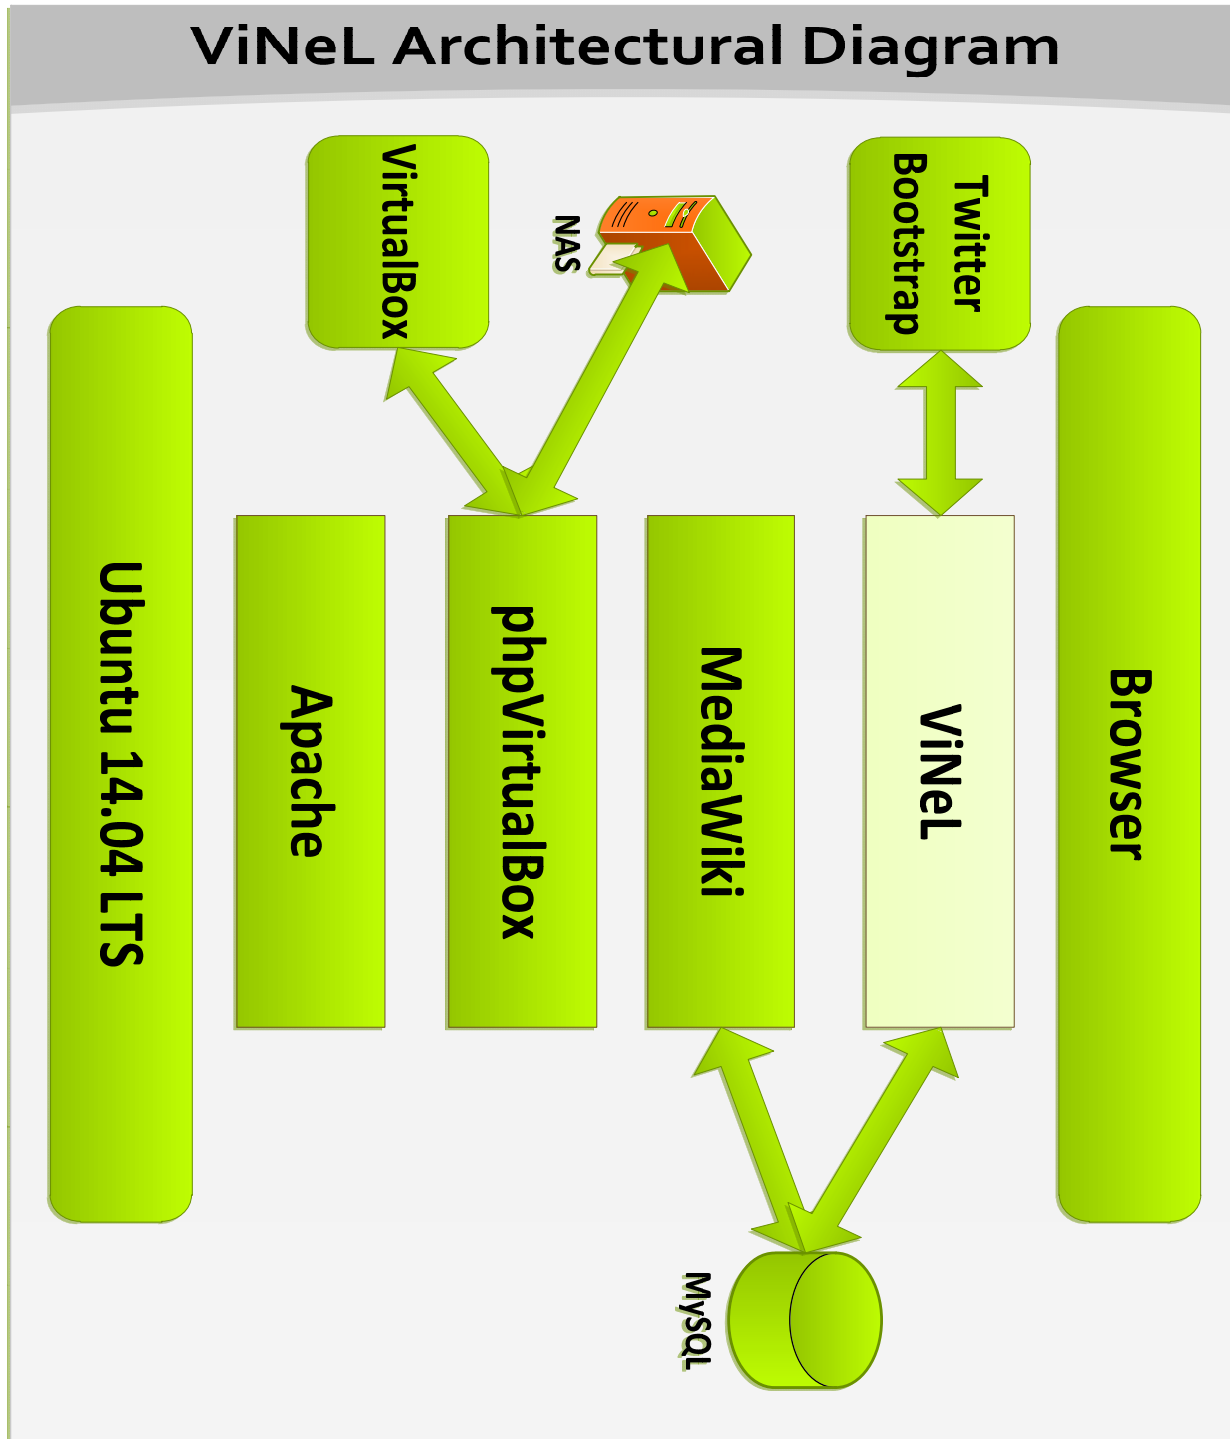 ViNeL Architectural Diagram
Browser
Twitter
Bootstrap
ViNeL
MediaWiki
MySQL
NAS
phpVirtualBox
VirtualBox
Apache
Ubuntu 14.04 LTS